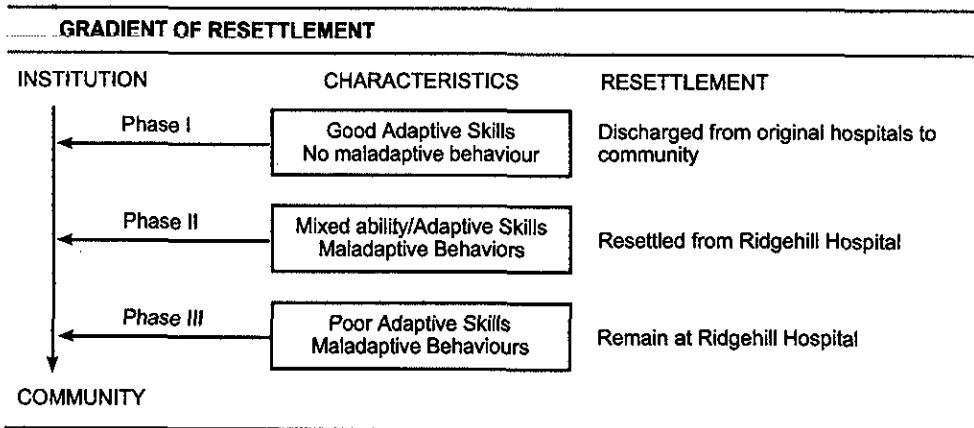 GRADIENT OF RESETTLEMENT
INSTITUTION CHARACTERISTICS RESETTLEMENT
Phase I
Good Adaptive Skills
No maladaptive behaviour
Discharged from original hospitals to
community
Phase II
Mixed ability/Adaptive Skills
Maladaptive Behaviors
Resettled from Ridgehill Hospital
Phase III
Poor Adaptive Skills
Maladaptive Behaviours
Remain at Ridgehill Hospital
COMMUNITY